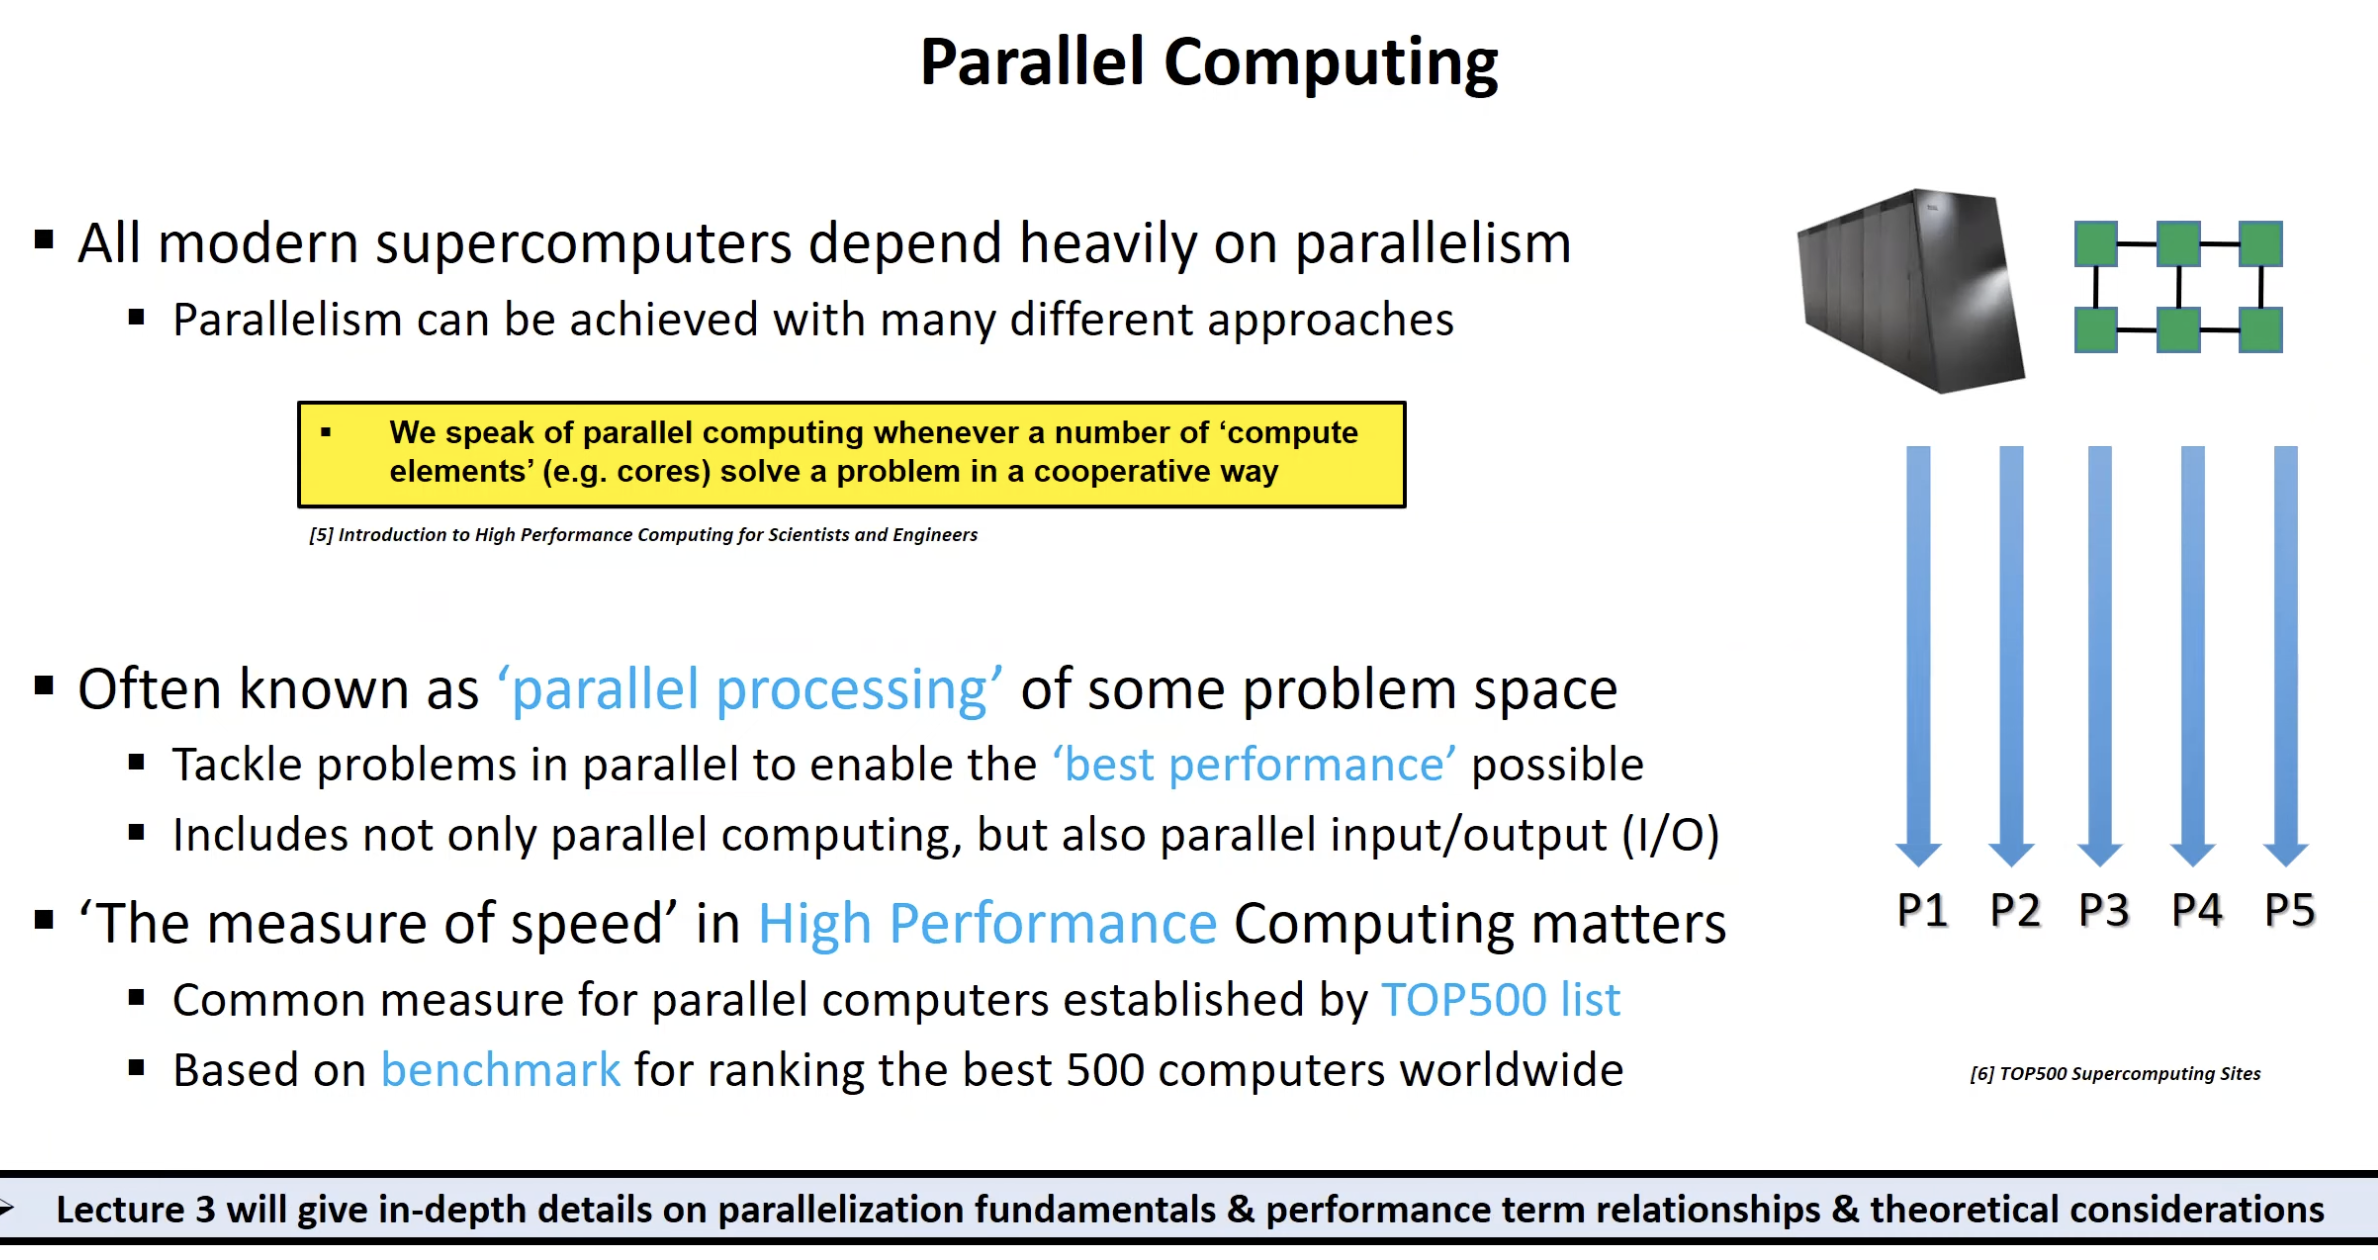 Parallel Computing
▪ All modern supercomputers depend heavily on parallelism
▪ Parallelism can be achieved with many different approaches
▪ We speak of parallel computing whenever a number of ‘compute
elements’ (e.g. cores) solve a problem in a cooperative way
[5] Introduction to High Performance Computing for Scientists and Engineers
▪ Often known as ‘parallel processing’ of some problem space
▪ Tackle problems in parallel to enable the ‘best performance’ possible
▪ Includes not only parallel computing, but also parallel input/output (I/O)
▪ ‘The measure of speed’ in High Performance Computing matters
▪ Common measure for parallel computers established by TOP500 list
▪ Based on benchmark for ranking the best 500 computers worldwide
P1 P2 P3 P4 P5
[6] TOP500 Supercomputing Sites
➢ Lecture 3 will give in-depth details on parallelization fundamentals & performance term relationships & theoretical considerations